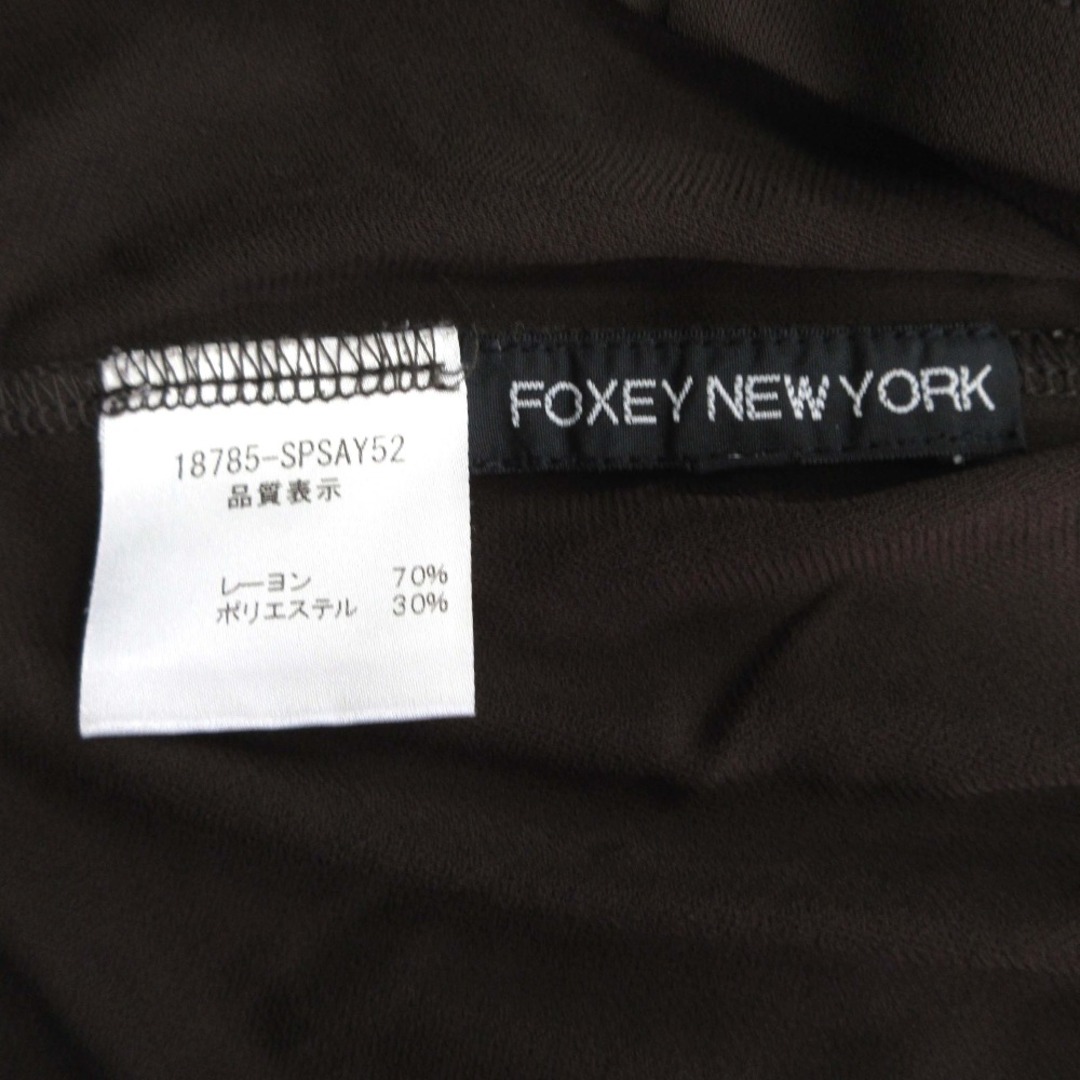 18785-SPSAY52
品質表示
レーヨン 70%
ポリエステル 30%
FOXEY NEW YORK